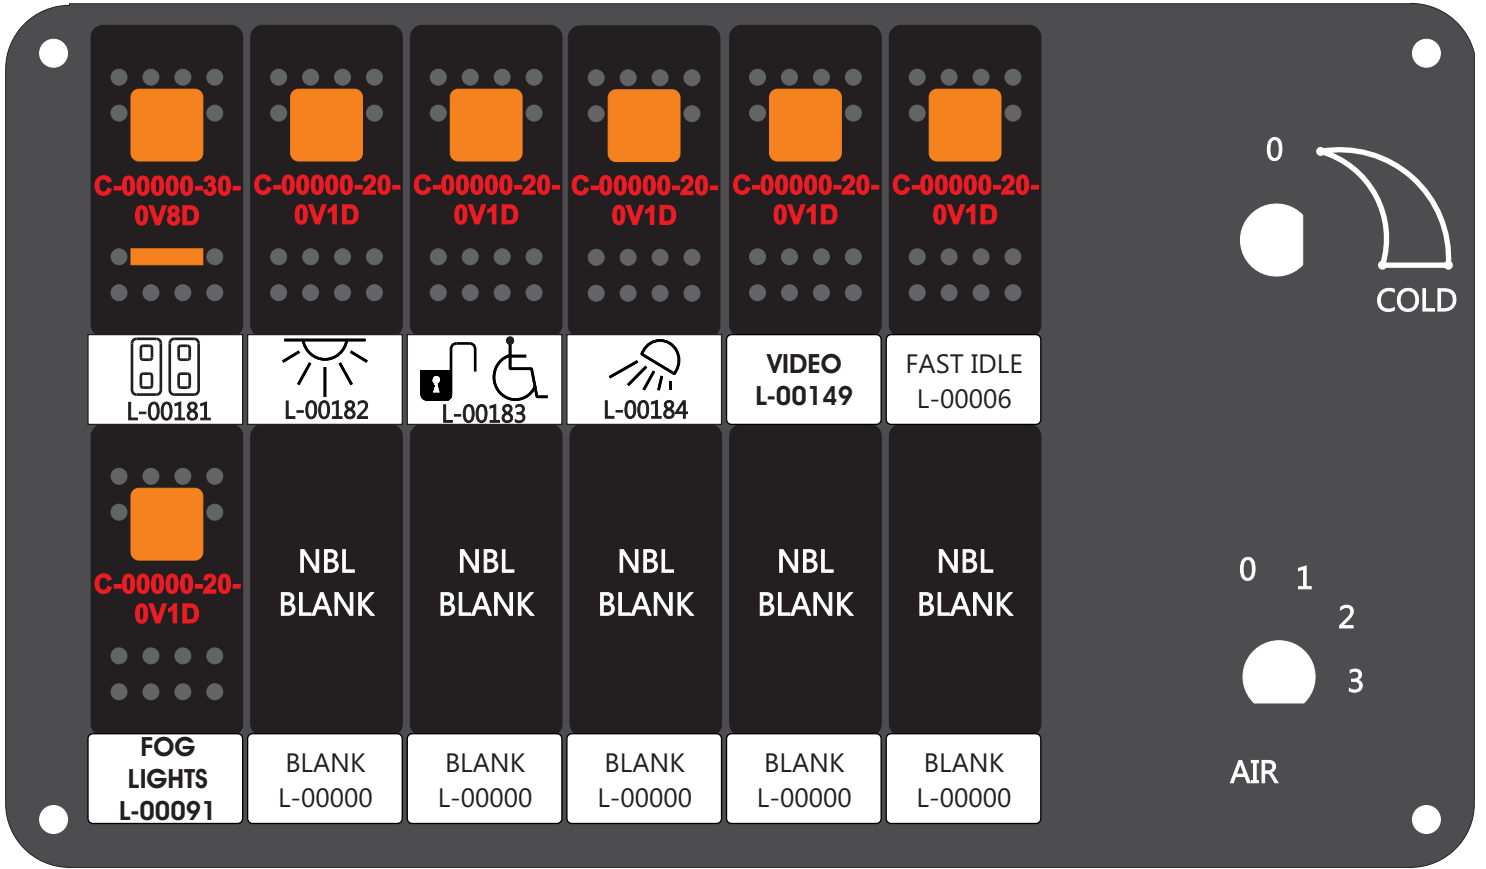 C-00000-30-
0V8D
C-00000-20-
0V1D
C-00000-20-
0V1D
C-00000-20-
0V1D
C-00000-20-
0V1D
C-00000-20-
0V1D
L-00181
L-00182
L-00183
L-00184
VIDEO
L-00149
FAST IDLE
L-00006
0
COLD
C-00000-20-
0V1D
NBL
BLANK
NBL
BLANK
NBL
BLANK
NBL
BLANK
NBL
BLANK
FOG
LIGHTS
L-00091
BLANK
L-00000
BLANK
L-00000
BLANK
L-00000
BLANK
L-00000
BLANK
L-00000
0
1
2
3
AIR